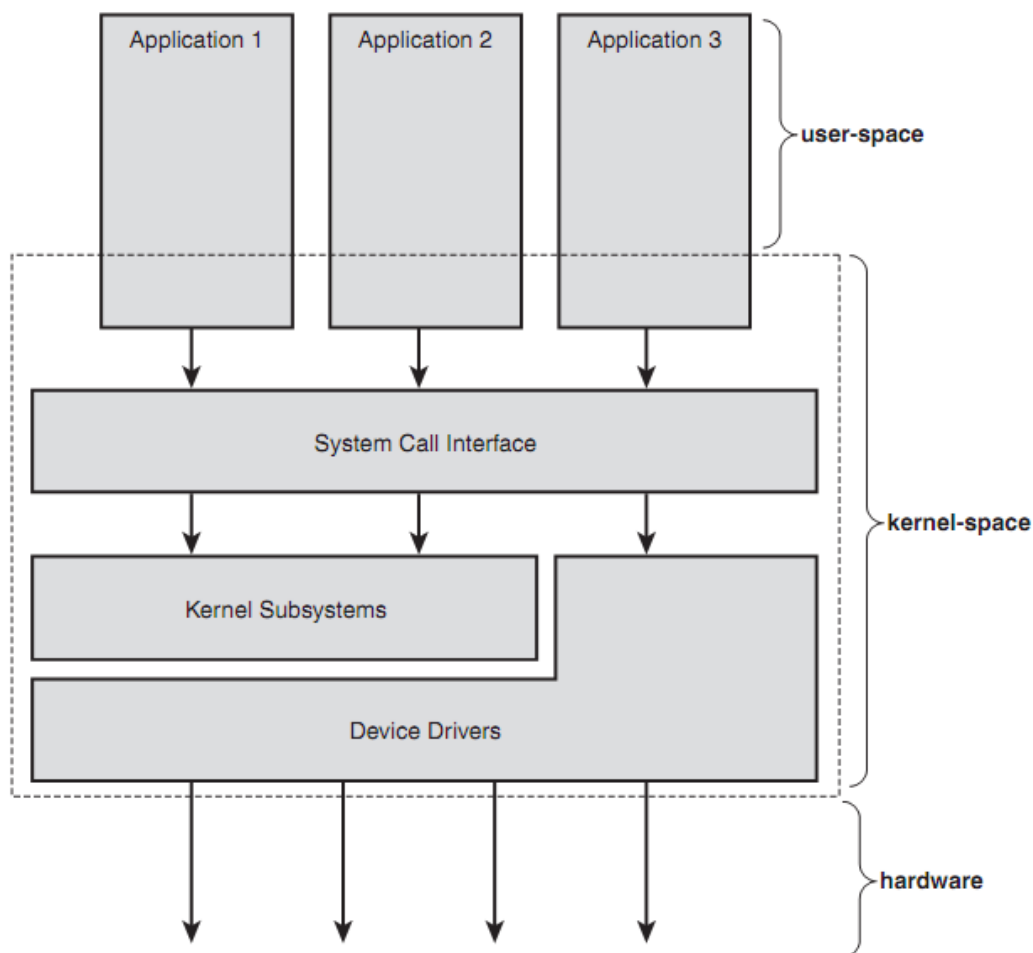 Application 1
Application 2
Application 3
user-space
System Call Interface
kernel-space
Kernel Subsystems
Device Drivers
hardware